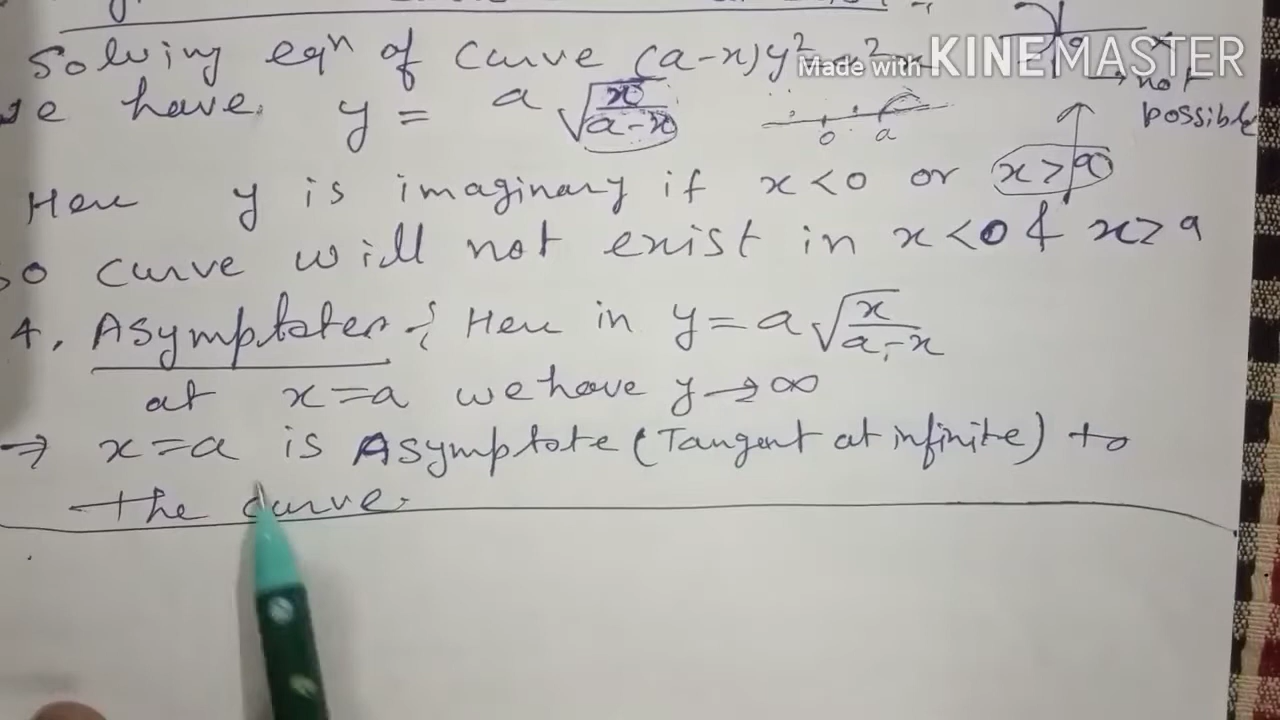 Solving eqⁿ of curve (a-x)y²
Made with KINEMASTER
x
→ not
possible
have. y = a √x/a-x
0 a
Here y is imaginary if x<0 or x>a
So curve will not exist in x<0 & x>a
4. Asymptotes :- Here in y = a √x/a-x
at x=a we have y→∞
⇒ x=a is Asymptote (Tangent at infinite) to
the curve.